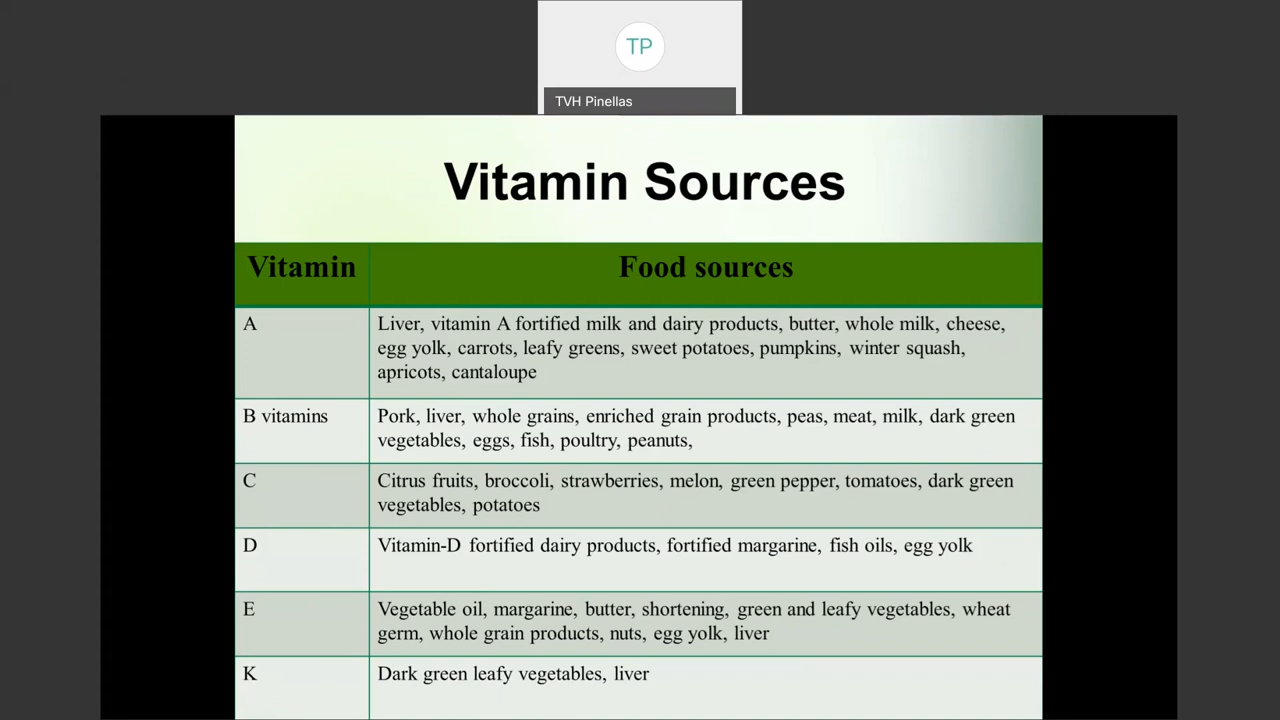 TP
TVH Pinellas
Vitamin Sources
Vitamin
Food sources
A
Liver, vitamin A fortified milk and dairy products, butter, whole milk, cheese,
egg yolk, carrots, leafy greens, sweet potatoes, pumpkins, winter squash,
apricots, cantaloupe
B vitamins
Pork, liver, whole grains, enriched grain products, peas, meat, milk, dark green
vegetables, eggs, fish, poultry, peanuts,
C
Citrus fruits, broccoli, strawberries, melon, green pepper, tomatoes, dark green
vegetables, potatoes
D
Vitamin-D fortified dairy products, fortified margarine, fish oils, egg yolk
E
Vegetable oil, margarine, butter, shortening, green and leafy vegetables, wheat
germ, whole grain products, nuts, egg yolk, liver
K
Dark green leafy vegetables, liver